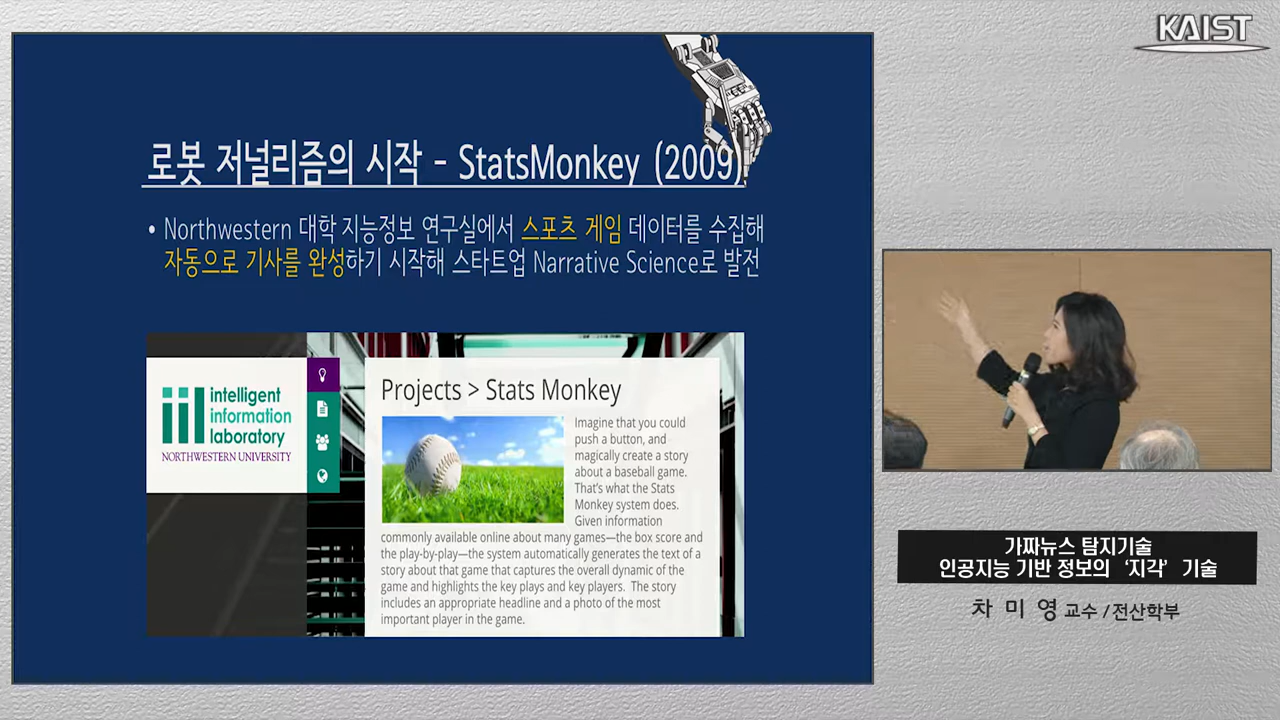 KAIST
로봇 저널리즘의 시작 - StatsMonkey (2009)
• Northwestern 대학 지능정보 연구실에서 스포츠 게임 데이터를 수집해
자동으로 기사를 완성하기 시작해 스타트업 Narrative Science로 발전
intelligent
information
laboratory
NORTHWESTERN UNIVERSITY
Projects > Stats Monkey
Imagine that you could
push a button, and
magically create a story
about a baseball game.
That's what the Stats
Monkey system does.
Given information
commonly available online about many games—the box score and
the play-by-play—the system automatically generates the text of a
story about that game that captures the overall dynamic of the
game and highlights the key plays and key players. The story
includes an appropriate headline and a photo of the most
important player in the game.
가짜뉴스 탐지기술
인공지능 기반 정보의 ‘지각’ 기술
차 미 영 교수 / 전산학부